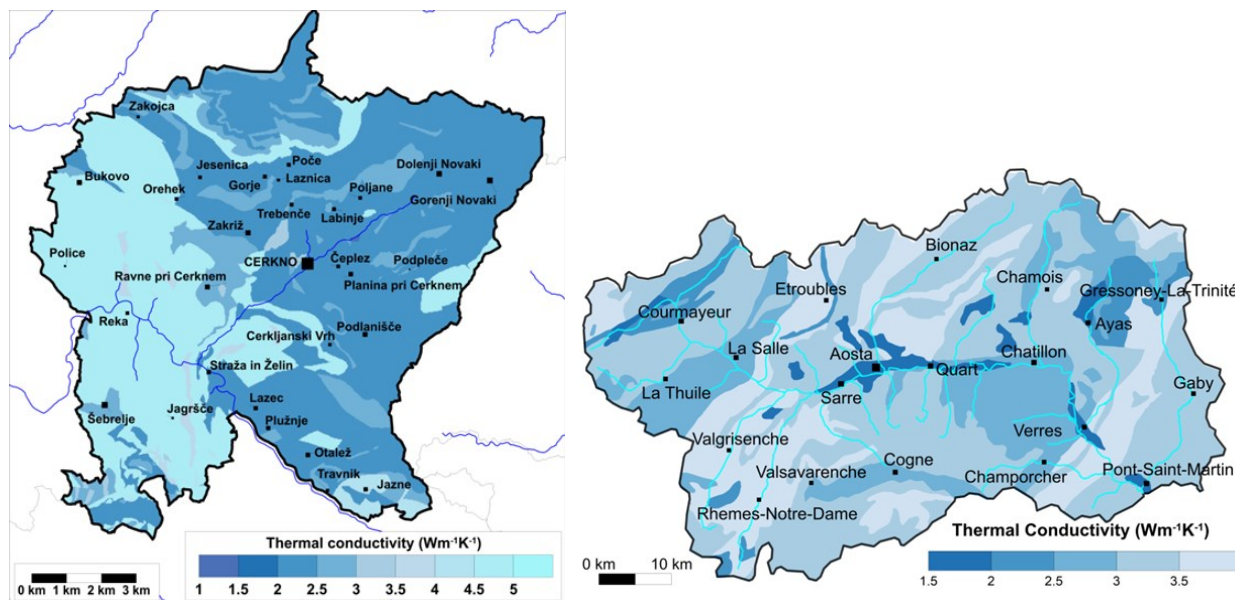 Zakojca
Poče
Jesenica
Dolenji Novaki
Bukovo
Gorje
Laznica
Orehek
Poljane
Gorenji Novaki
Trebenče
Labinje
Zakriž
Police
CERKNO
Čeplez
Podpleče
Ravne pri Cerknem
Planina pri Cerknem
Reka
Cerkljanski Vrh
Podlanišče
Straža in Želin
Lazec
Šebrelje
Jagršče
Plužnje
Otalež
Travnik
Jazne
Thermal conductivity (Wm⁻¹K⁻¹)
1 1.5 2 2.5 3 3.5 4 4.5 5
0 km 1 km 2 km 3 km
Bionaz
Chamois
Etroubles
Gressoney-La-Trinité
Courmayeur
Ayas
La Salle
Aosta
Chatillon
Quart
La Thuile
Sarre
Gaby
Verres
Valgrisenche
Cogne
Valsavarenche
Champorcher
Pont-Saint-Martin
Rhemes-Notre-Dame
Thermal Conductivity (Wm⁻¹K⁻¹)
0 km 10 km
1.5 2 2.5 3 3.5